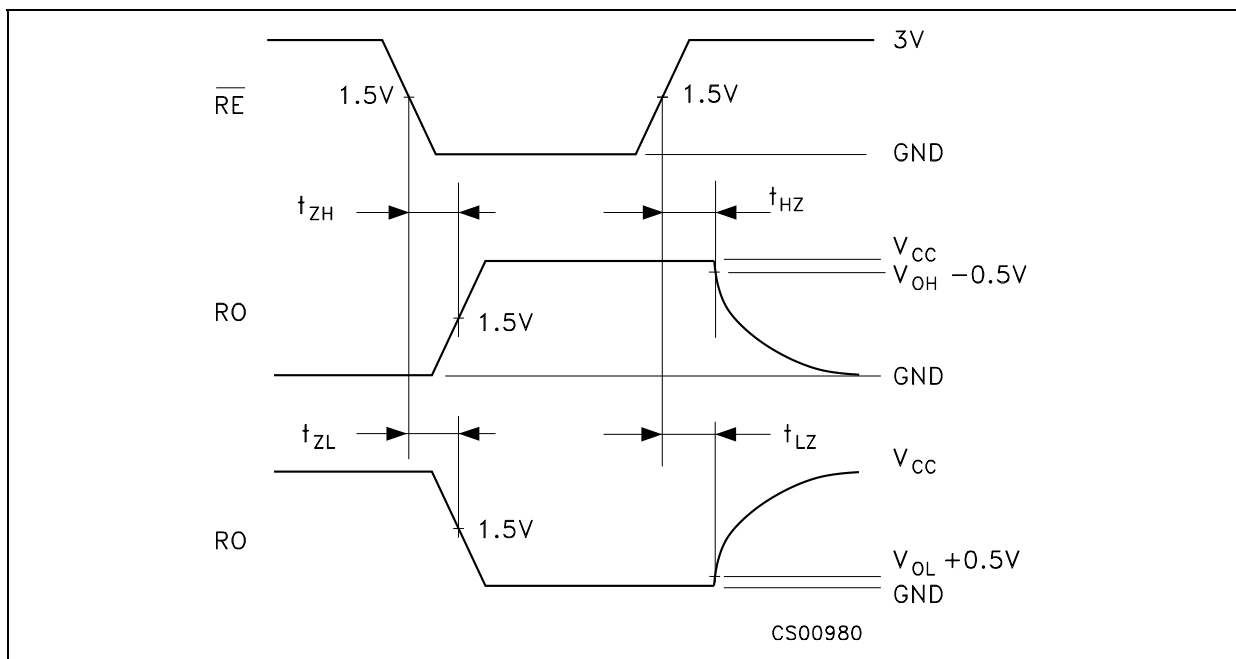 3V
R̅E̅
1.5V
1.5V
GND
tZH
tHZ
VCC
VOH -0.5V
RO
1.5V
GND
tZL
tLZ
VCC
1.5V
RO
VOL +0.5V
GND
CS00980